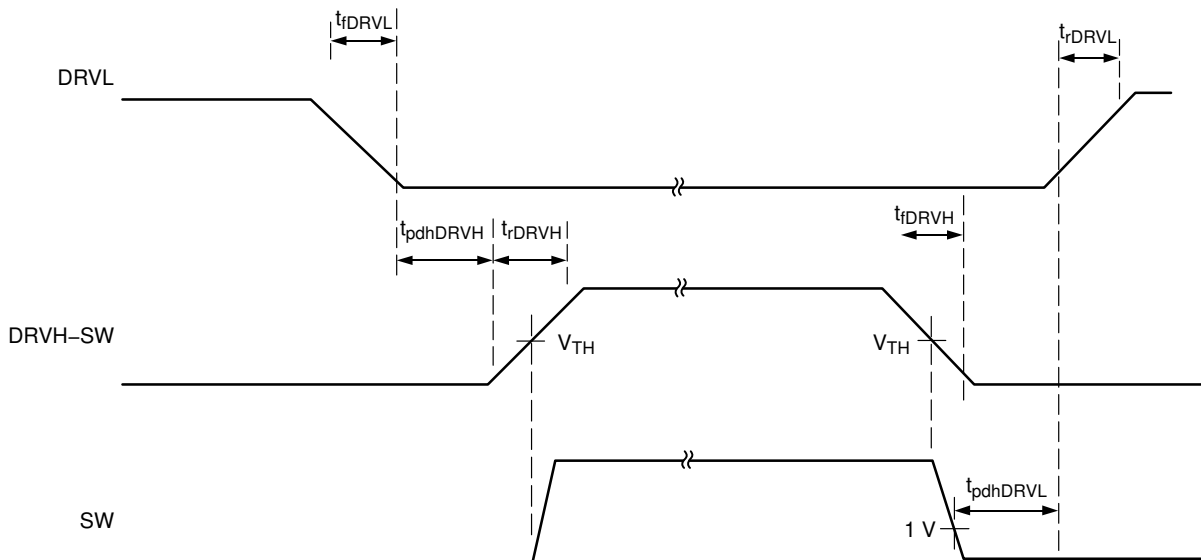 tfDRVL
trDRVL
DRVL
tpdhDRVH
trDRVH
tfDRVH
DRVH–SW
VTH
VTH
tpdhDRVL
SW
1 V